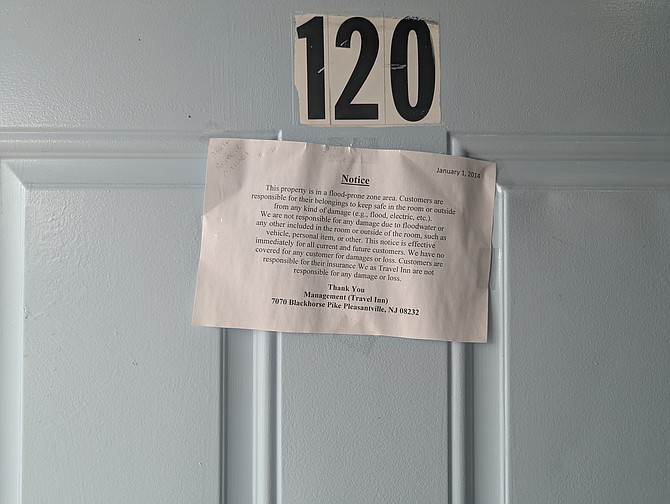 120
January 1, 2014
Notice
This property is in a flood-prone zone area. Customers are
responsible for their belongings to keep safe in the room or outside
from any kind of damage (e.g., flood, electric, etc.).
We are not responsible for any damage due to floodwater or
any other included in the room or outside of the room, such as
vehicle, personal item, or other. This notice is effective
immediately for all current and future customers. We have no
covered for any customer for damages or loss. Customers are
responsible for their insurance We as Travel Inn are not
responsible for any damage or loss.
Thank You
Management (Travel Inn)
7070 Blackhorse Pike Pleasantville, NJ 08232